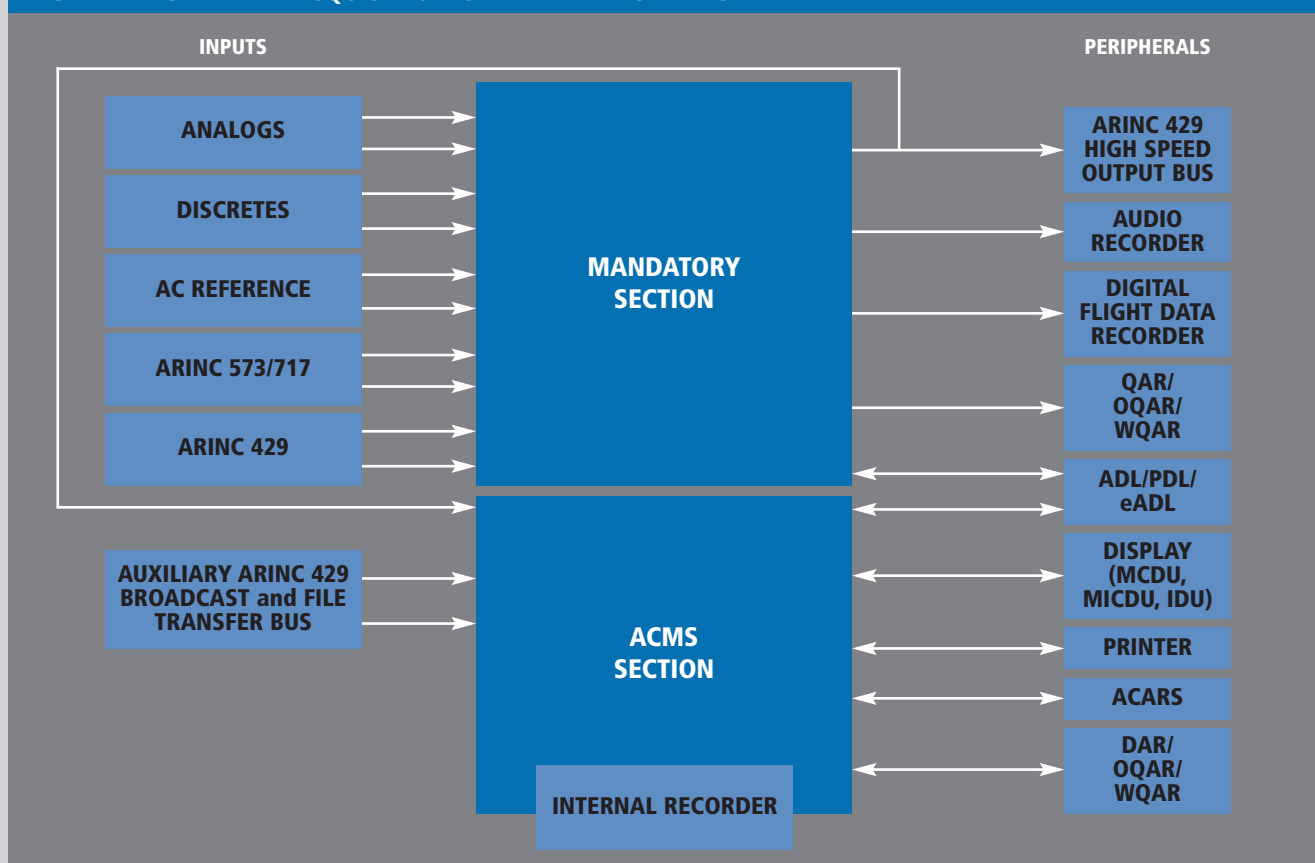 INPUTS
PERIPHERALS
ANALOGS
DISCRETES
AC REFERENCE
ARINC 573/717
ARINC 429
AUXILIARY ARINC 429
BROADCAST and FILE
TRANSFER BUS
MANDATORY
SECTION
ACMS
SECTION
INTERNAL RECORDER
ARINC 429
HIGH SPEED
OUTPUT BUS
AUDIO
RECORDER
DIGITAL
FLIGHT DATA
RECORDER
QAR/
OQAR/
WQAR
ADL/PDL/
eADL
DISPLAY
(MCDU,
MICDU, IDU)
PRINTER
ACARS
DAR/
OQAR/
WQAR